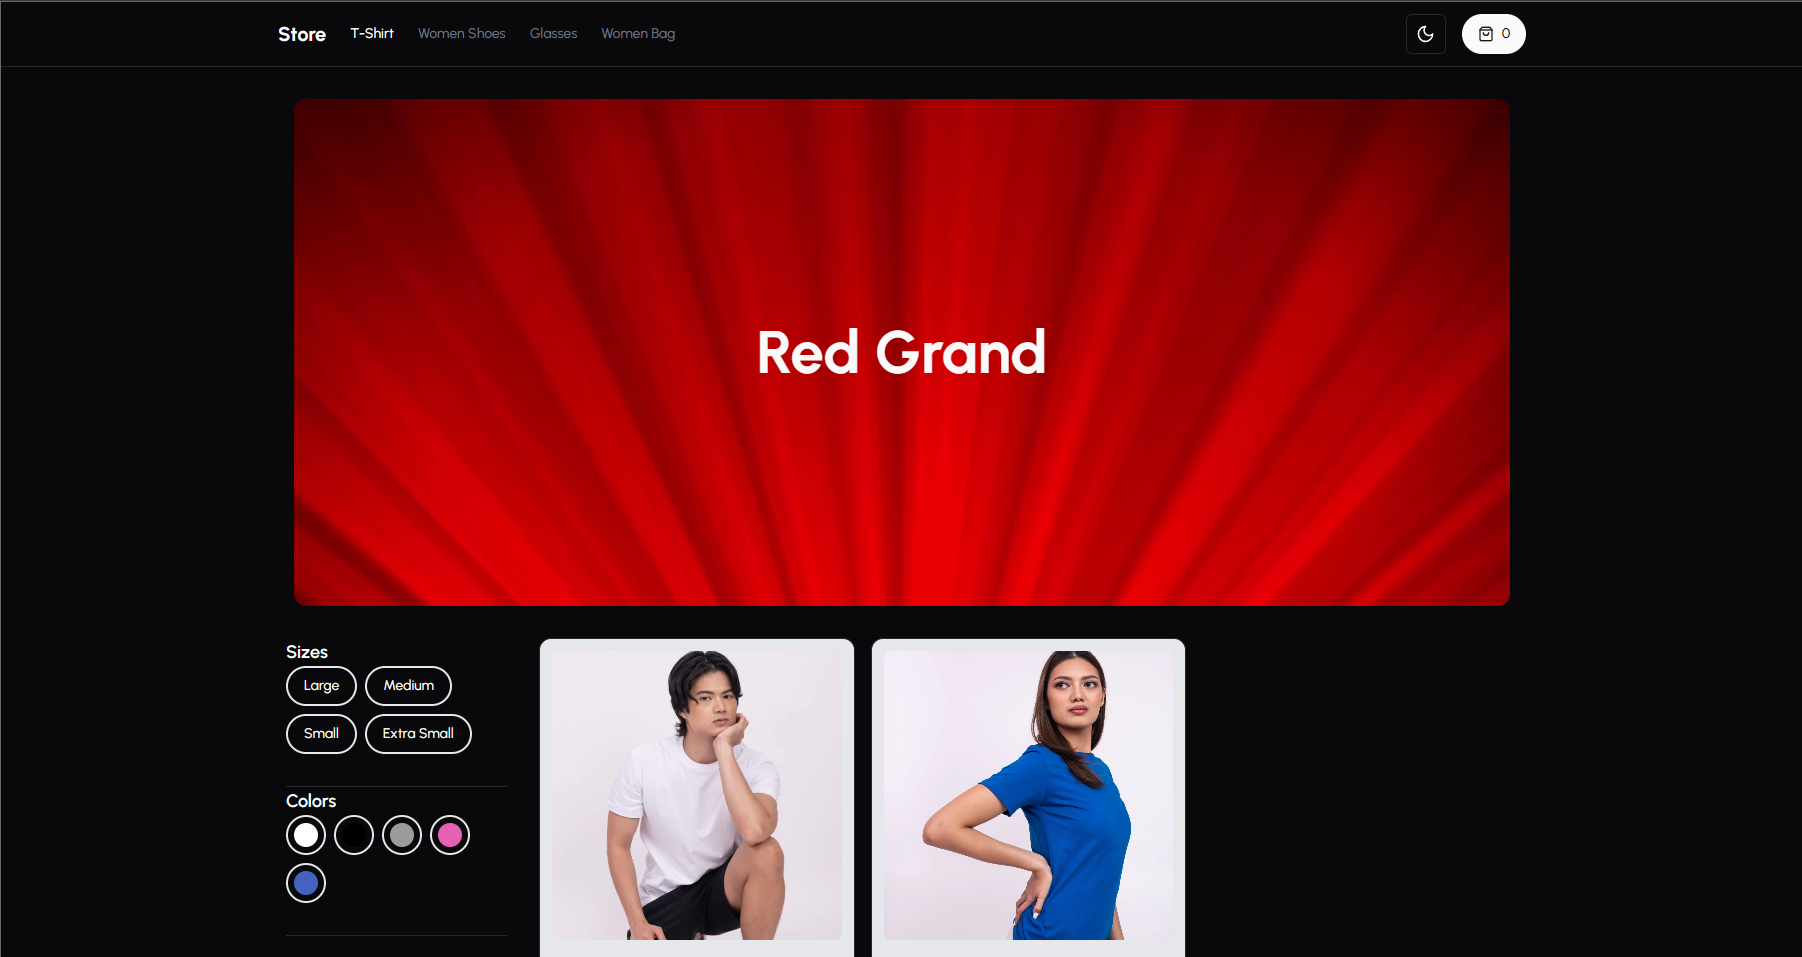 Store T-Shirt Women Shoes Glasses Women Bag 0
Red Grand
Sizes
Large Medium
Small Extra Small
Colors